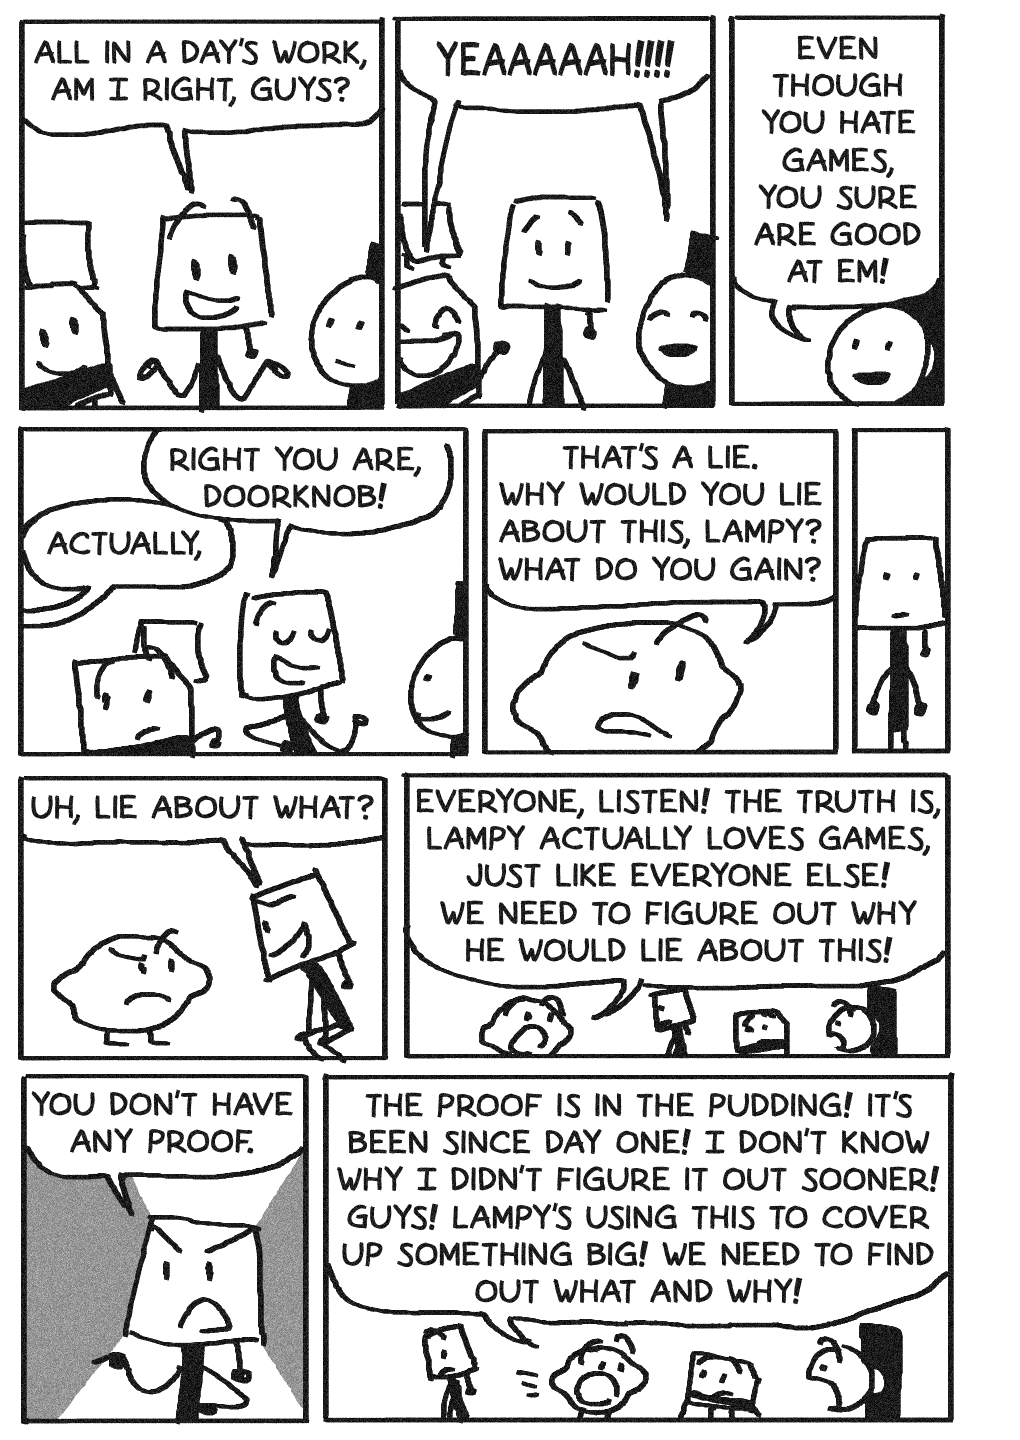 ALL IN A DAY'S WORK,
AM I RIGHT, GUYS?
YEAAAAAH!!!!
EVEN
THOUGH
YOU HATE
GAMES,
YOU SURE
ARE GOOD
AT EM!
RIGHT YOU ARE,
DOORKNOB!
ACTUALLY,
THAT'S A LIE.
WHY WOULD YOU LIE
ABOUT THIS, LAMPY?
WHAT DO YOU GAIN?
UH, LIE ABOUT WHAT?
EVERYONE, LISTEN! THE TRUTH IS,
LAMPY ACTUALLY LOVES GAMES,
JUST LIKE EVERYONE ELSE!
WE NEED TO FIGURE OUT WHY
HE WOULD LIE ABOUT THIS!
YOU DON'T HAVE
ANY PROOF.
THE PROOF IS IN THE PUDDING! IT'S
BEEN SINCE DAY ONE! I DON'T KNOW
WHY I DIDN'T FIGURE IT OUT SOONER!
GUYS! LAMPY'S USING THIS TO COVER
UP SOMETHING BIG! WE NEED TO FIND
OUT WHAT AND WHY!